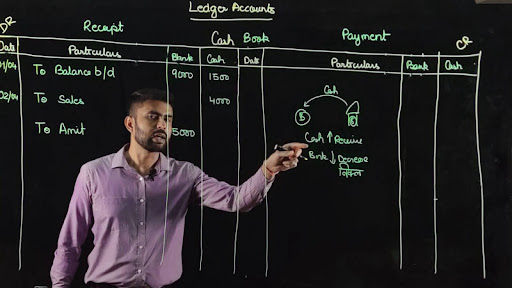 Ledger Accounts
Dr Receipt Payment Cr
Cash Book
Date Particulars Bank Cash Date Particulars Bank Cash
01/04 To Balance b/d 9000 1500
02/04 To Sales 4000
To Amit 5000
Cash
B
Cash ↑ Receive
Bank ↓ Decrease